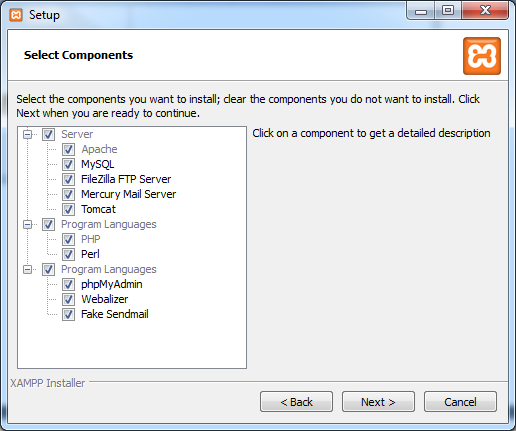 Setup
Select Components
Select the components you want to install; clear the components you do not want to install. Click
Next when you are ready to continue.
Server
Apache
MySQL
FileZilla FTP Server
Mercury Mail Server
Tomcat
Program Languages
PHP
Perl
Program Languages
phpMyAdmin
Webalizer
Fake Sendmail
Click on a component to get a detailed description
XAMPP Installer
< Back
Next >
Cancel